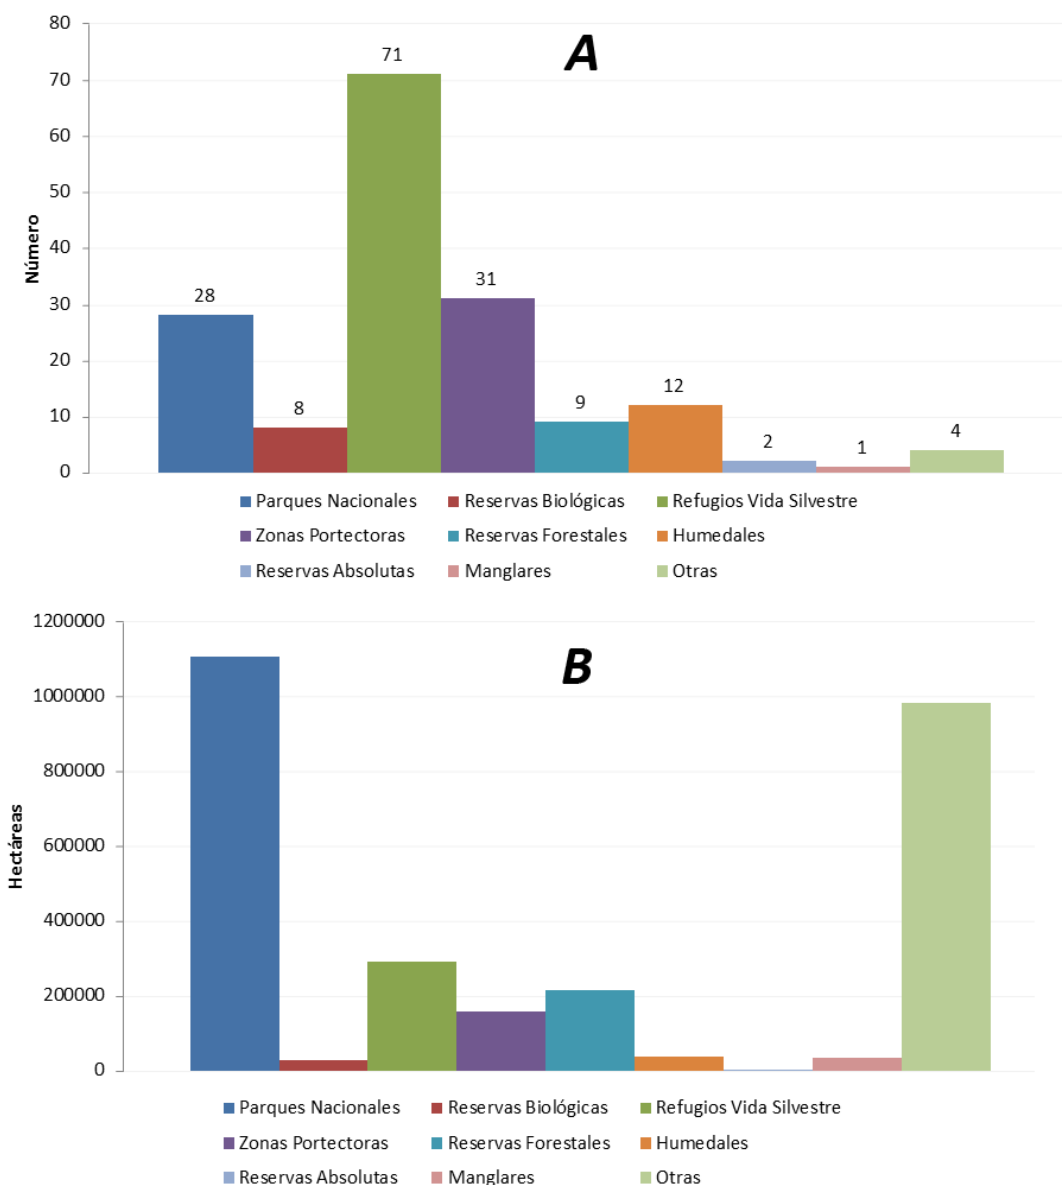 A
80
70
60
50
40
30
20
10
0
Número
28
8
71
31
9
12
2
1
4
Parques Nacionales Reservas Biológicas Refugios Vida Silvestre
Zonas Portectoras Reservas Forestales Humedales
Reservas Absolutas Manglares Otras
B
1200000
1000000
800000
600000
400000
200000
0
Hectáreas
Parques Nacionales Reservas Biológicas Refugios Vida Silvestre
Zonas Portectoras Reservas Forestales Humedales
Reservas Absolutas Manglares Otras